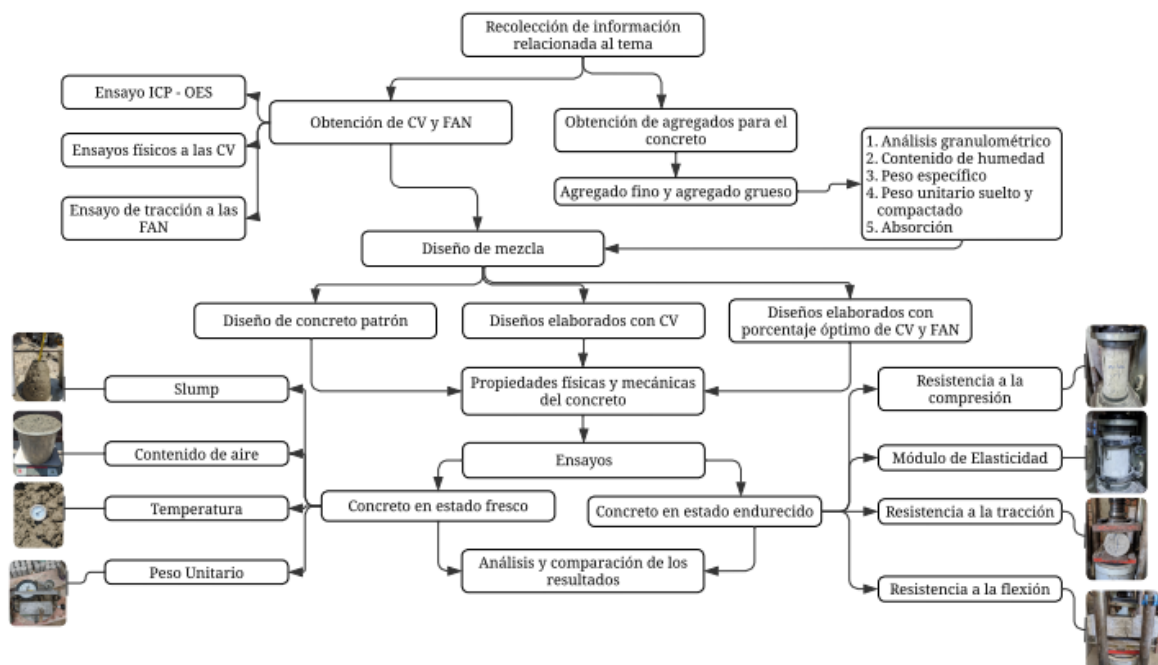 Recolección de información
relacionada al tema
Ensayo ICP - OES
Obtención de CV y FAN
Ensayos físicos a las CV
Ensayo de tracción a las
FAN
Obtención de agregados para el
concreto
Agregado fino y agregado grueso
1. Análisis granulométrico
2. Contenido de humedad
3. Peso específico
4. Peso unitario suelto y
compactado
5. Absorción
Diseño de mezcla
Diseño de concreto patrón
Diseños elaborados con CV
Diseños elaborados con
porcentaje óptimo de CV y FAN
Propiedades físicas y mecánicas
del concreto
Slump
Contenido de aire
Temperatura
Peso Unitario
Ensayos
Concreto en estado fresco
Concreto en estado endurecido
Análisis y comparación de los
resultados
Resistencia a la
compresión
Módulo de Elasticidad
Resistencia a la tracción
Resistencia a la flexión